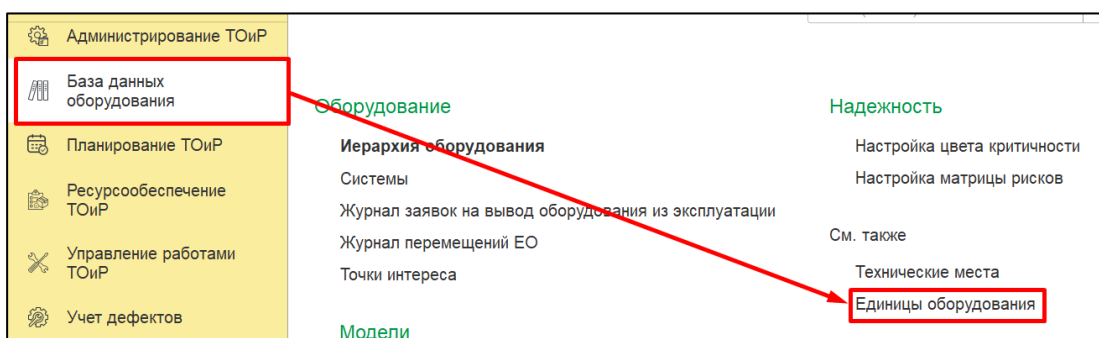 Администрирование ТОиР
База данных
оборудования
Планирование ТОиР
Ресурсообеспечение
ТОиР
Управление работами
ТОиР
Учет дефектов
Оборудование
Иерархия оборудования
Системы
Журнал заявок на вывод оборудования из эксплуатации
Журнал перемещений ЕО
Точки интереса
Модели
Надежность
Настройка цвета критичности
Настройка матрицы рисков
См. также
Технические места
Единицы оборудования